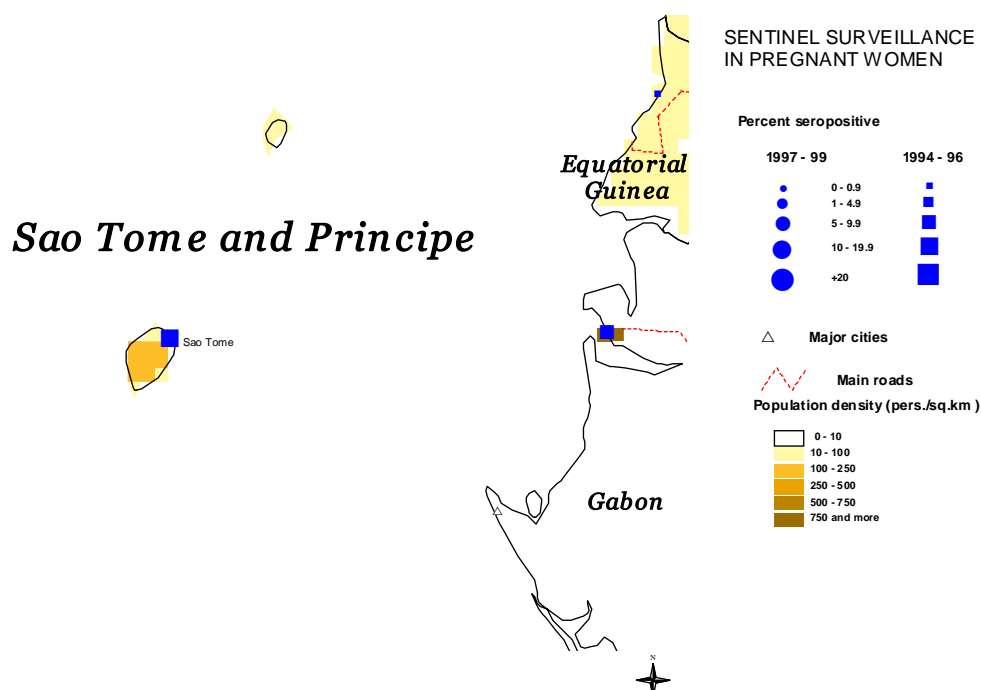 SENTINEL SURVEILLANCE
IN PREGNANT WOMEN
Percent seropositive
1997 - 99
1994 - 96
0 - 0.9
1 - 4.9
5 - 9.9
10 - 19.9
+20
Equatorial
Guinea
Sao Tome and Principe
Sao Tome
Major cities
Main roads
Population density (pers./sq.km )
0 - 10
10 - 100
100 - 250
250 - 500
500 - 750
750 and more
Gabon
N